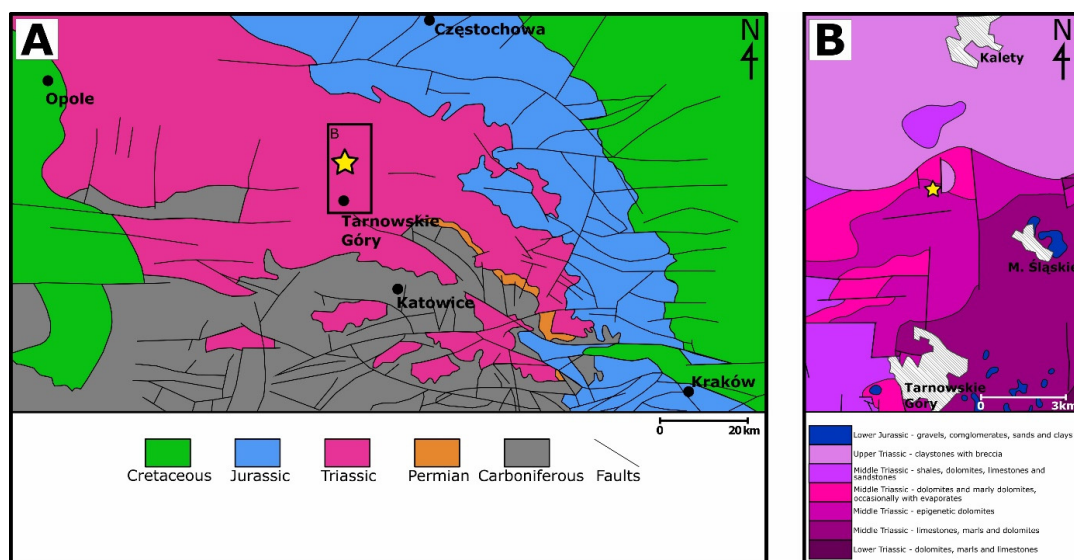 A
Częstochowa
N
Opole
B
Tarnowskie
Góry
Katowice
Kraków
0 20 km
Cretaceous
Jurassic
Triassic
Permian
Carboniferous
Faults
B
N
Kalety
M. Śląskie
Tarnowskie
Góry
0 3km
Lower Jurassic - gravels, comglomerates, sands and clays
Upper Triassic - claystones with breccia
Middle Triassic - shales, dolomites, limestones and
sandstones
Middle Triassic - dolomites and marly dolomites,
occasionally with evaporates
Middle Triassic - epigenetic dolomites
Middle Triassic - limestones, marls and dolomites
Lower Triassic - dolomites, marls and limestones